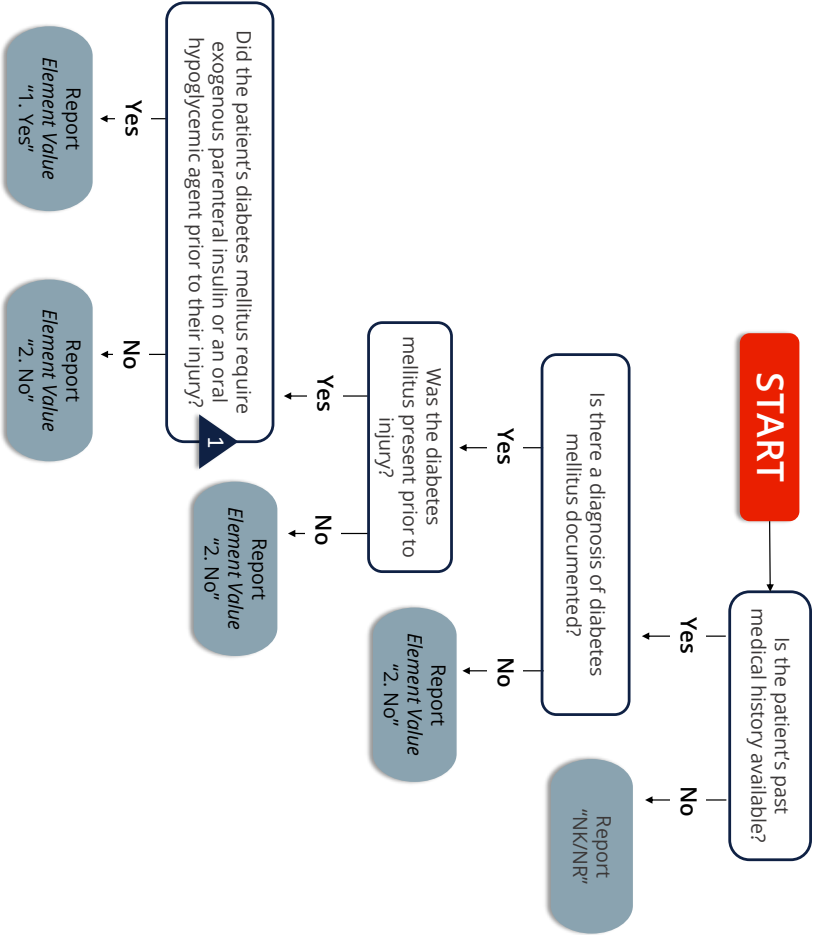 START
Is the patient’s past
medical history available?
Yes
No
Report
“NK/NR”
Is there a diagnosis of diabetes
mellitus documented?
Yes
No
Report
Element Value
“2. No”
Was the diabetes
mellitus present prior to
injury?
Yes
No
Report
Element Value
“2. No”
Did the patient’s diabetes mellitus require
exogenous parenteral insulin or an oral
hypoglycemic agent prior to their injury?
1
Yes
No
Report
Element Value
“1. Yes”
Report
Element Value
“2. No”